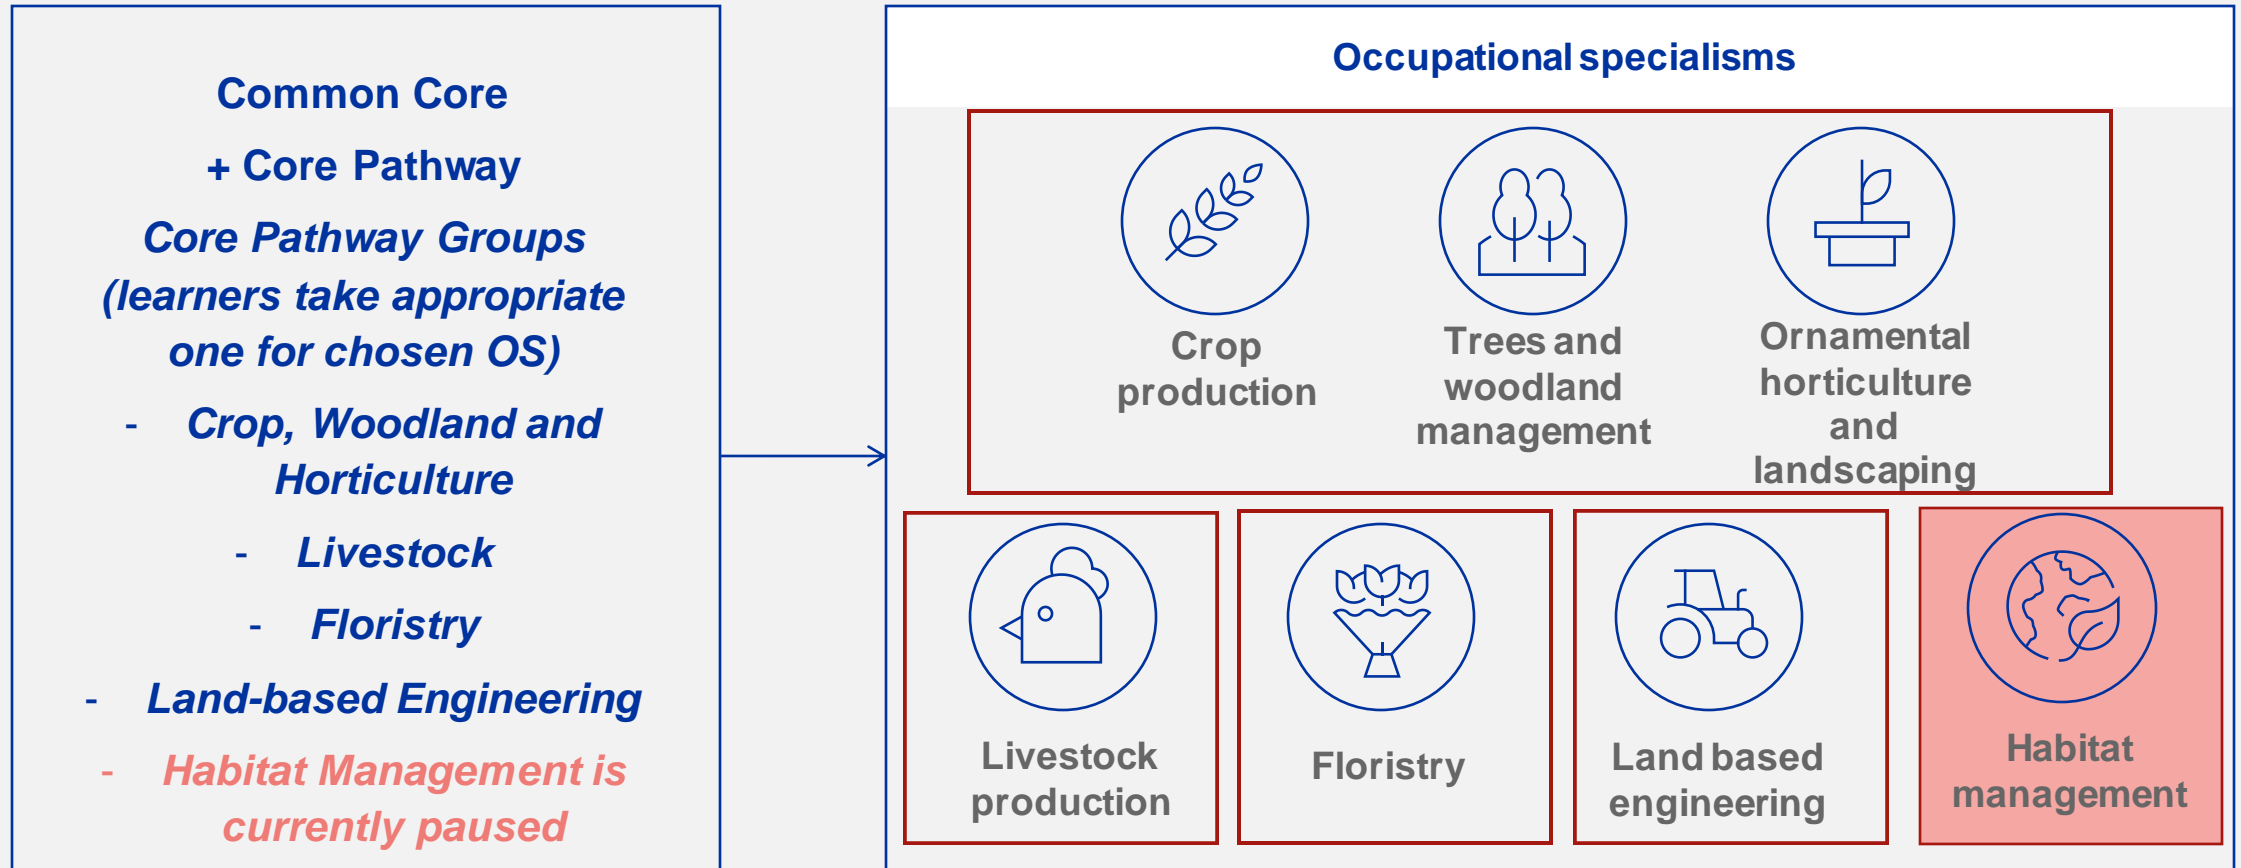 Common Core
+ Core Pathway
Core Pathway Groups
(learners take appropriate
one for chosen OS)
- Crop, Woodland and
Horticulture
- Livestock
- Floristry
- Land-based Engineering
- Habitat Management is
currently paused
Occupational specialisms
Crop
production
Trees and
woodland
management
Ornamental
horticulture
and
landscaping
Livestock
production
Floristry
Land based
engineering
Habitat
management